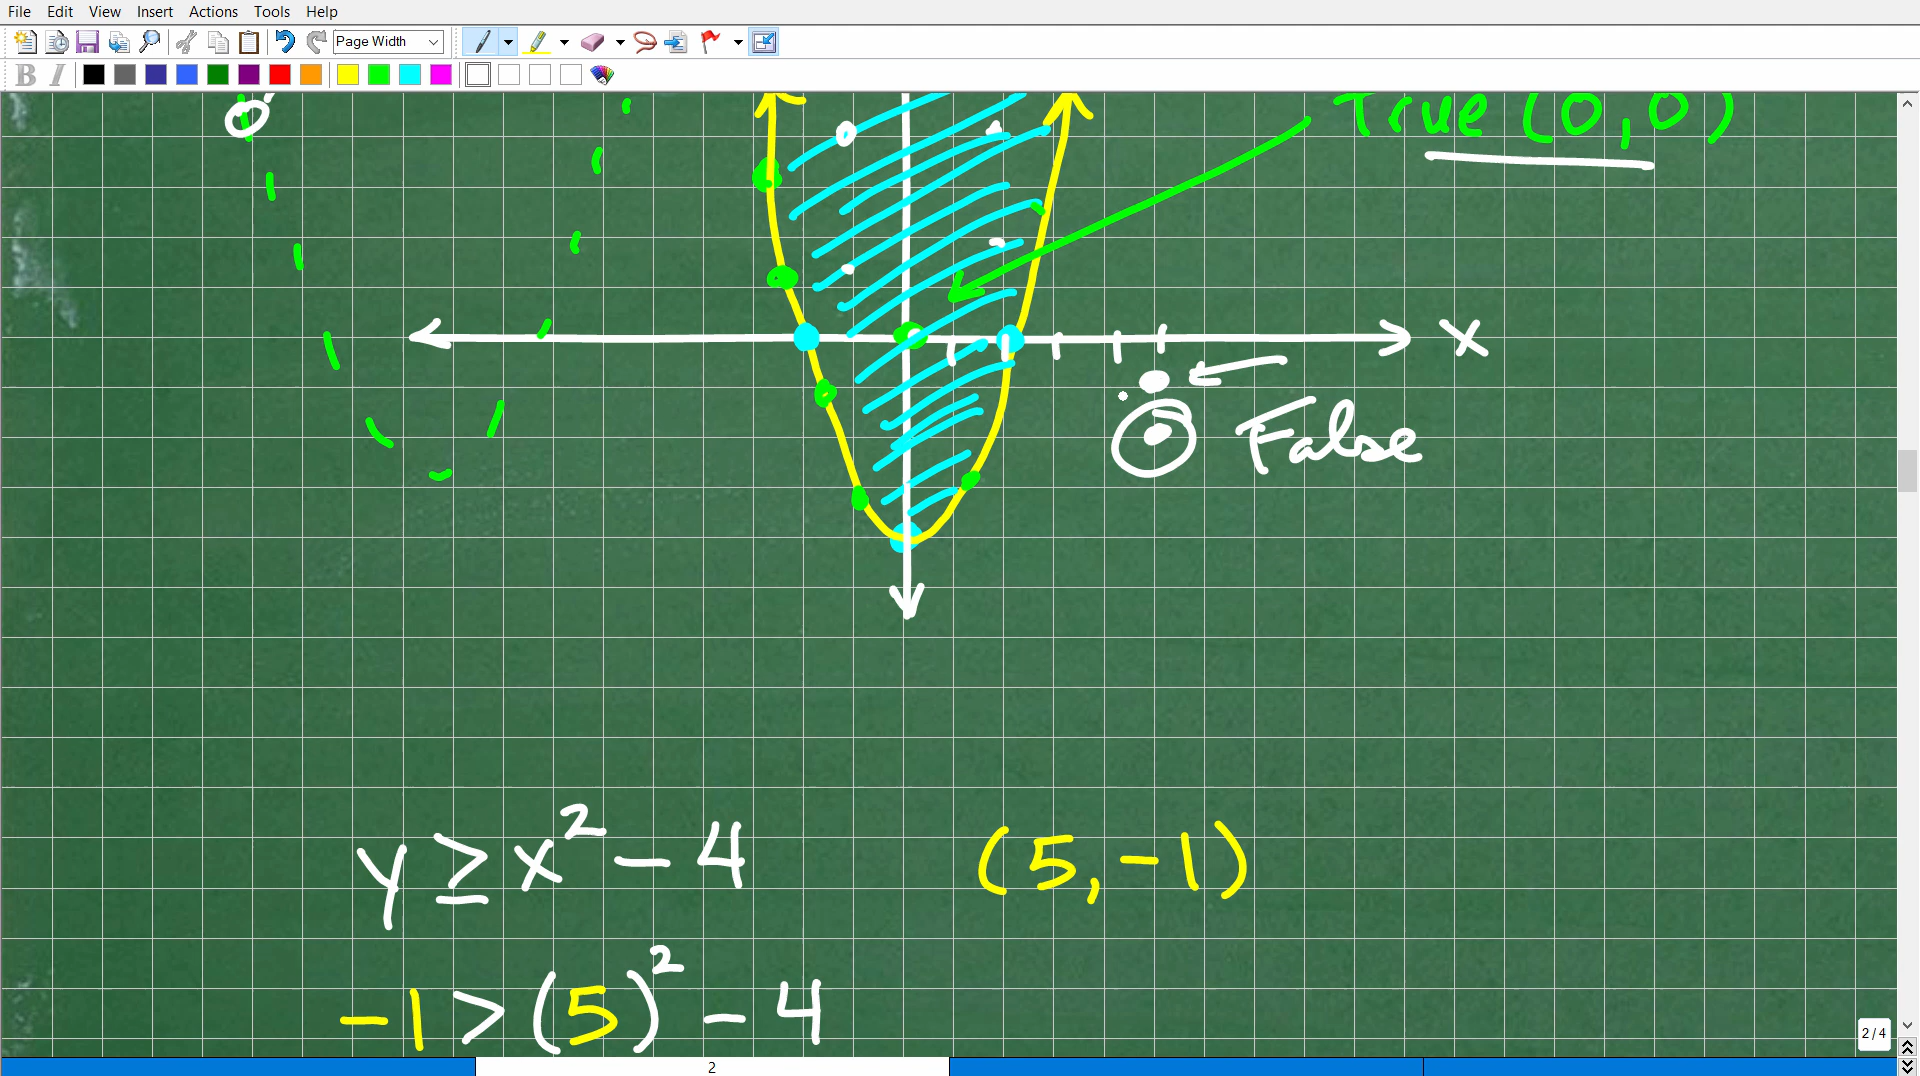 File Edit View Insert Actions Tools Help
Page Width
B I
True (0,0)
x
False
y ≥ x² - 4 (5,-1)
-1 > (5)² - 4
2 / 4
2